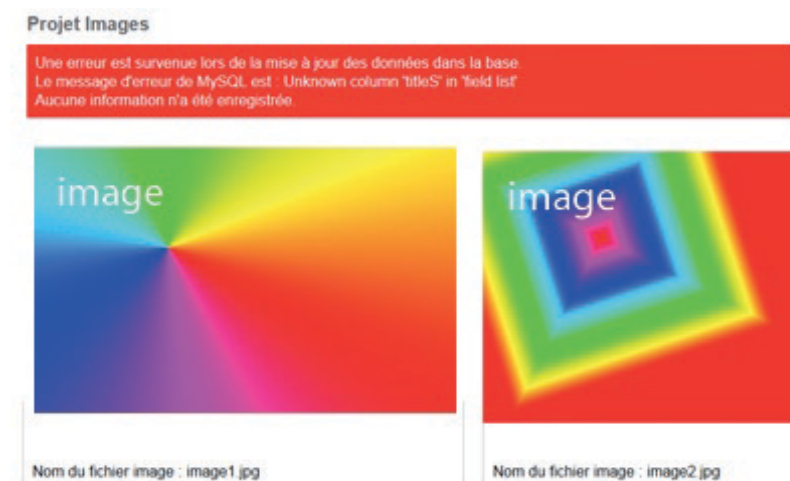 Projet Images
Une erreur est survenue lors de la mise à jour des données dans la base.
Le message d'erreur de MySQL est : Unknown column 'titleS' in 'field list'
Aucune information n'a été enregistrée.
image
image
Nom du fichier image : image1.jpg
Nom du fichier image : image2.jpg